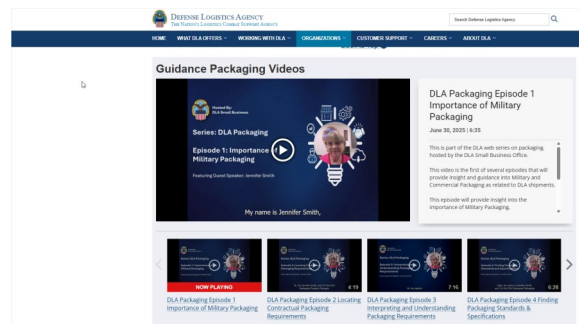 DEFENSE LOGISTICS AGENCY
THE NATION'S LOGISTICS COMBAT SUPPORT AGENCY
Search Defense Logistics Agency
HOME WHAT DLA OFFERS WORKING WITH DLA ORGANIZATIONS CUSTOMER SUPPORT CAREERS ABOUT DLA
Guidance Packaging Videos
Hosted By:
DLA Small Business
Series: DLA Packaging
Episode 1: Importance of
Military Packaging
Featuring Guest Speaker: Jennifer Smith
My name is Jennifer Smith,
DLA Packaging Episode 1
Importance of Military
Packaging
June 30, 2025 | 6:35
This is part of the DLA web series on packaging
hosted by the DLA Small Business Office.
This video is the first of several episodes that will
provide insight and guidance into Military and
Commercial Packaging as related to DLA shipments.
This episode will provide insight into the
importance of Military Packaging.
NOW PLAYING
4:19
7:16
6:28
DLA Packaging Episode 1
Importance of Military Packaging
DLA Packaging Episode 2 Locating
Contractual Packaging
Requirements
DLA Packaging Episode 3
Interpreting and Understanding
Packaging Requirements
DLA Packaging Episode 4 Finding
Packaging Standards &
Specifications